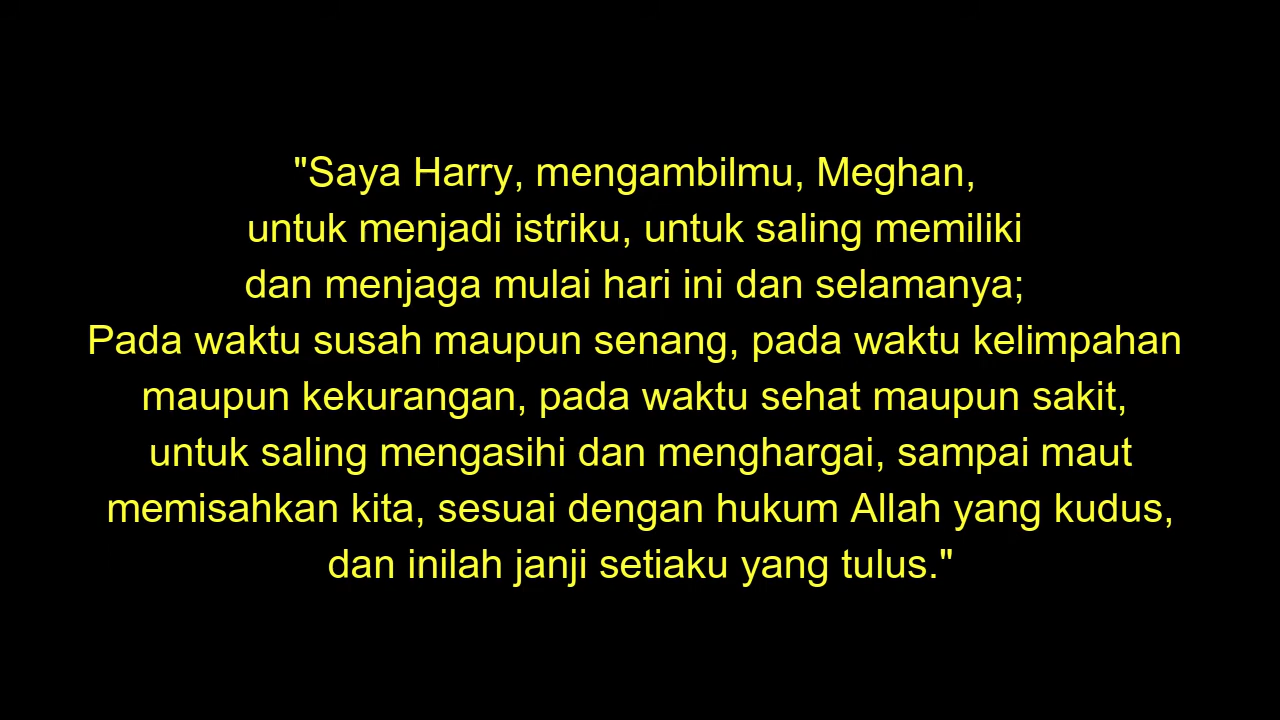 "Saya Harry, mengambilmu, Meghan,
untuk menjadi istriku, untuk saling memiliki
dan menjaga mulai hari ini dan selamanya;
Pada waktu susah maupun senang, pada waktu kelimpahan
maupun kekurangan, pada waktu sehat maupun sakit,
untuk saling mengasihi dan menghargai, sampai maut
memisahkan kita, sesuai dengan hukum Allah yang kudus,
dan inilah janji setiaku yang tulus."